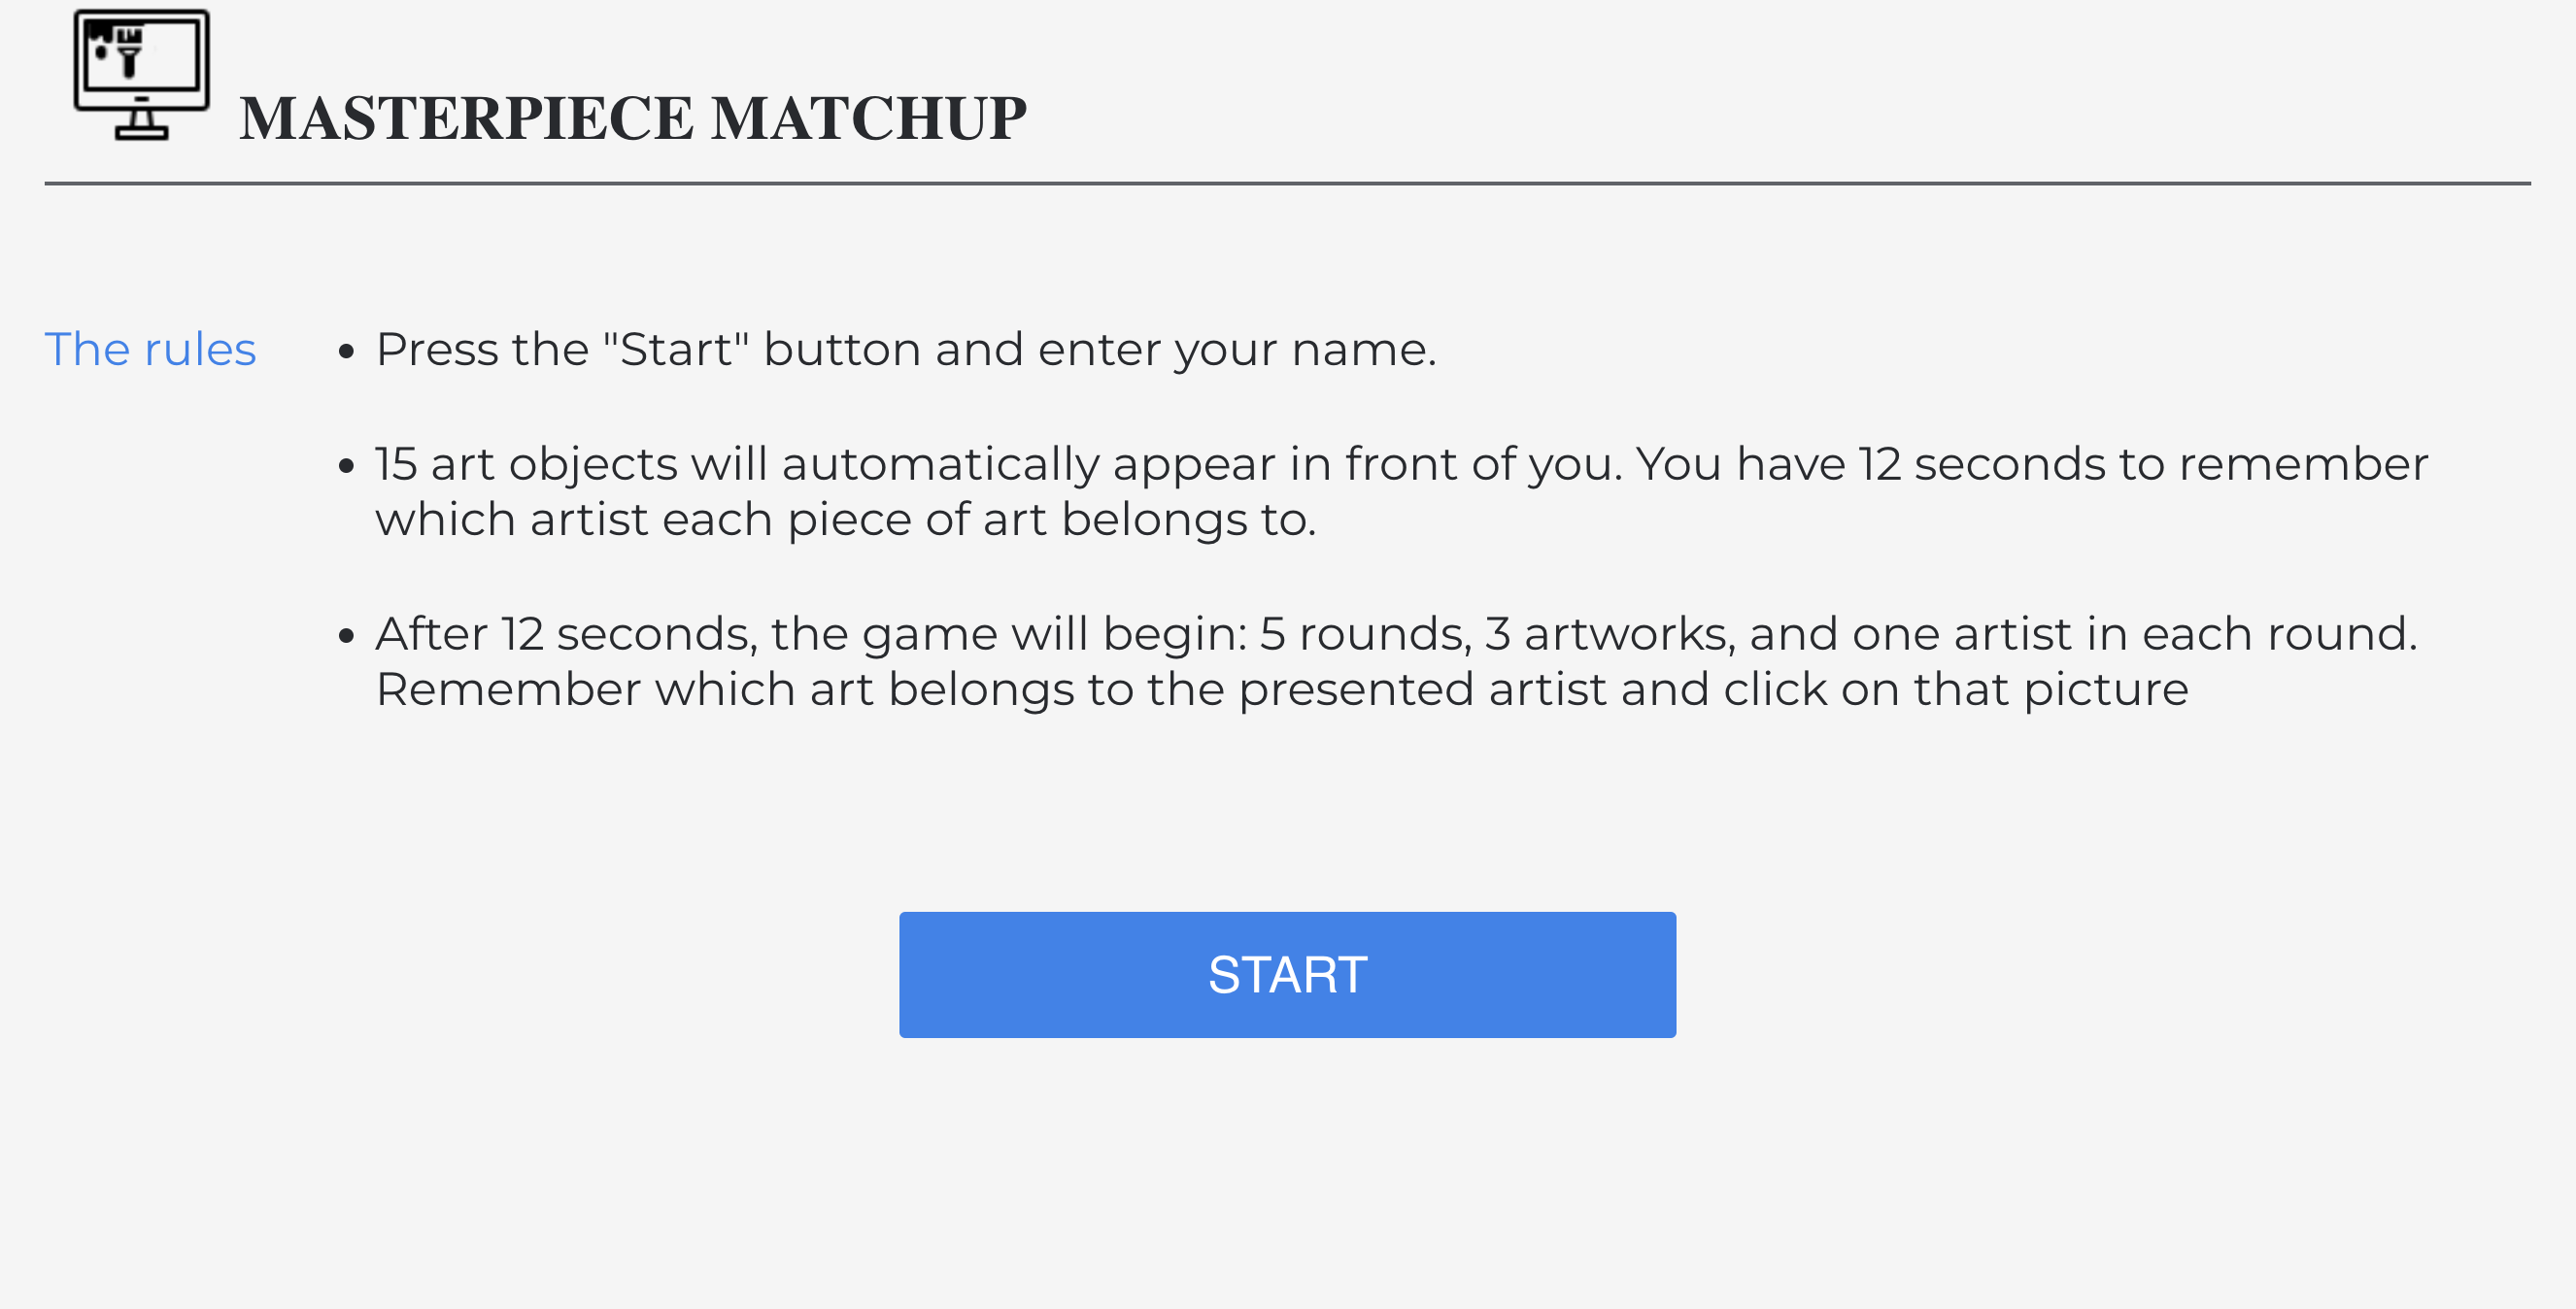 MASTERPIECE MATCHUP
The rules
• Press the "Start" button and enter your name.
• 15 art objects will automatically appear in front of you. You have 12 seconds to remember
which artist each piece of art belongs to.
• After 12 seconds, the game will begin: 5 rounds, 3 artworks, and one artist in each round.
Remember which art belongs to the presented artist and click on that picture
START